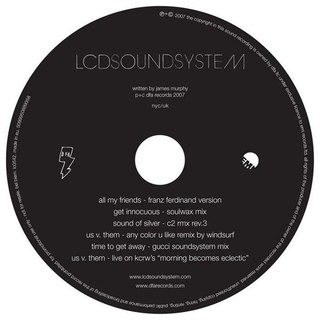 LCDSOUNDSYSTEM
written by james murphy
p+c dfa records 2007
nyc/uk
all my friends - franz ferdinand version
get innocuous - soulwax mix
sound of silver - c2 rmx rev.3
us v. them - any color u like remix by windsurf
time to get away - gucci soundsystem mix
us v. them - live on kcrw's "morning becomes eclectic"
www.lcdsoundsystem.com
www.dfarecords.com